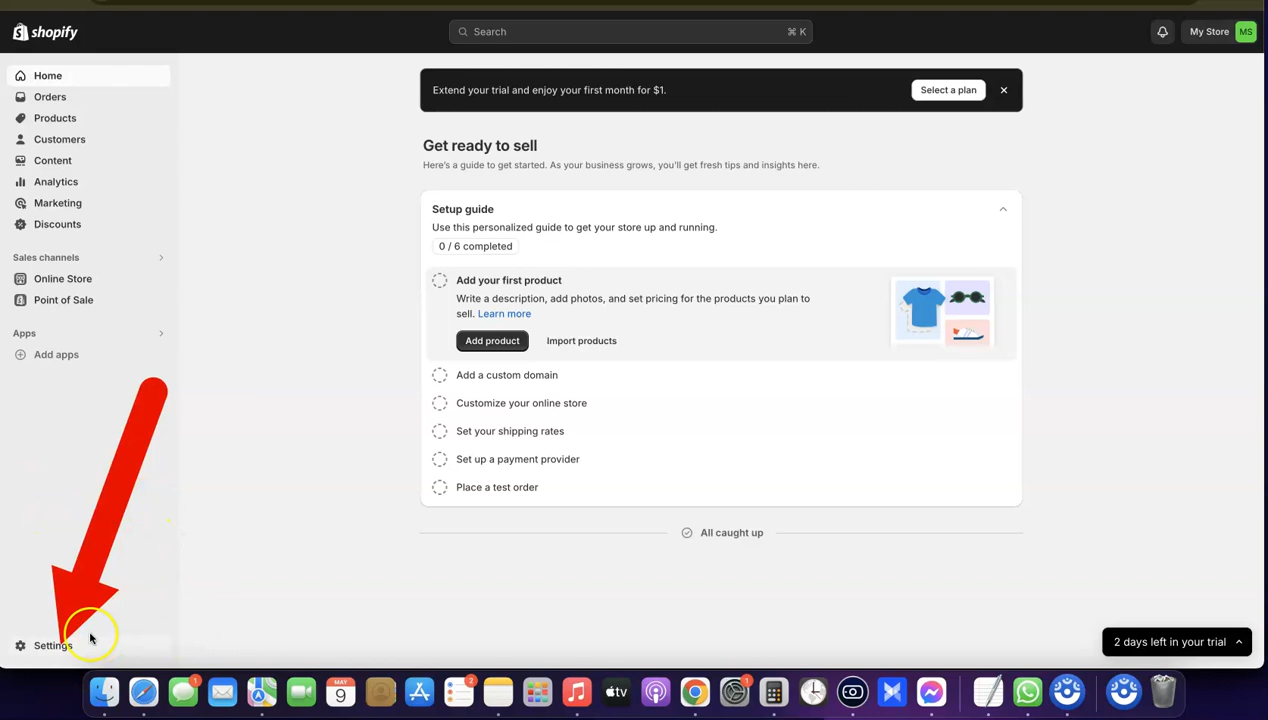 shopify
Search
⌘ K
My Store
MS
Home
Orders
Products
Customers
Content
Analytics
Marketing
Discounts
Sales channels
Online Store
Point of Sale
Apps
Add apps
Settings
Extend your trial and enjoy your first month for $1.
Select a plan
Get ready to sell
Here's a guide to get started. As your business grows, you'll get fresh tips and insights here.
Setup guide
Use this personalized guide to get your store up and running.
0 / 6 completed
Add your first product
Write a description, add photos, and set pricing for the products you plan to
sell. Learn more
Add product
Import products
Add a custom domain
Customize your online store
Set your shipping rates
Set up a payment provider
Place a test order
All caught up
2 days left in your trial
1
MAY
9
2
tv
1